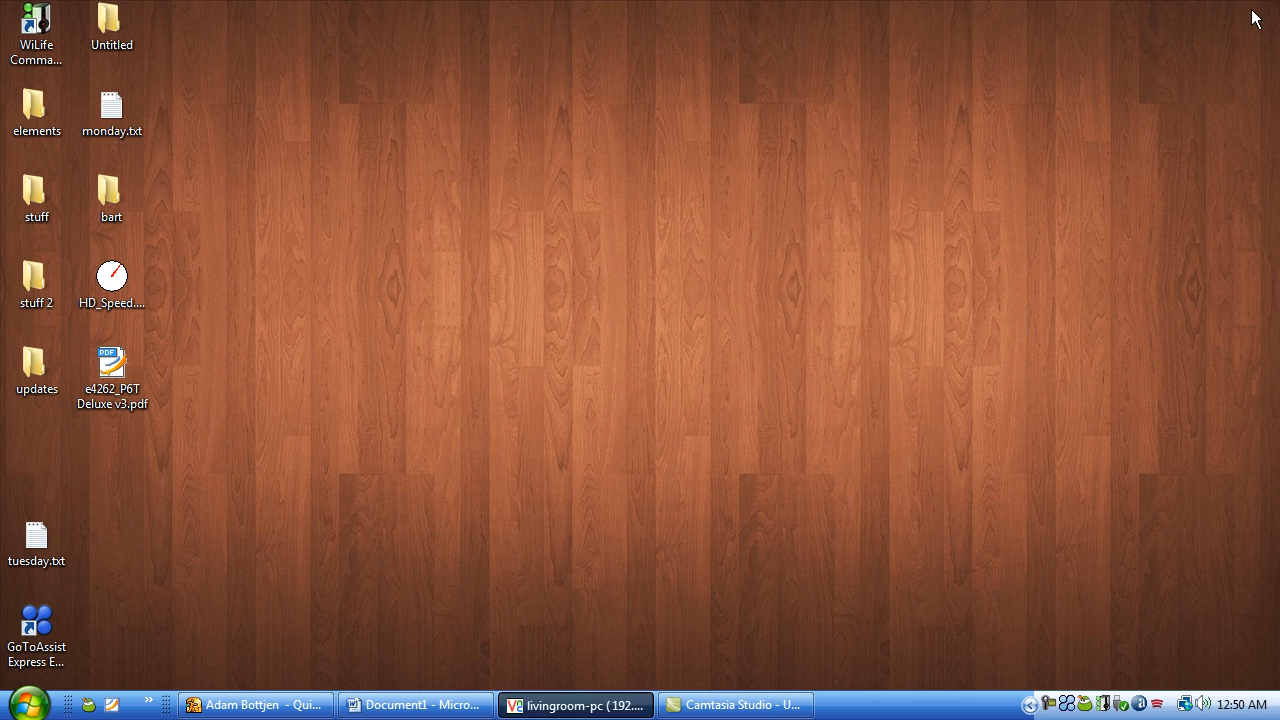 WiLife
Comma...
Untitled
elements
monday.txt
stuff
bart
stuff 2
HD_Speed....
updates
PDF
e4262_P6T
Deluxe v3.pdf
tuesday.txt
GoToAssist
Express E...
»
Adam Bottjen - Qui...
Document1 - Micro...
livingroom-pc ( 192....
Camtasia Studio - U...
12:50 AM